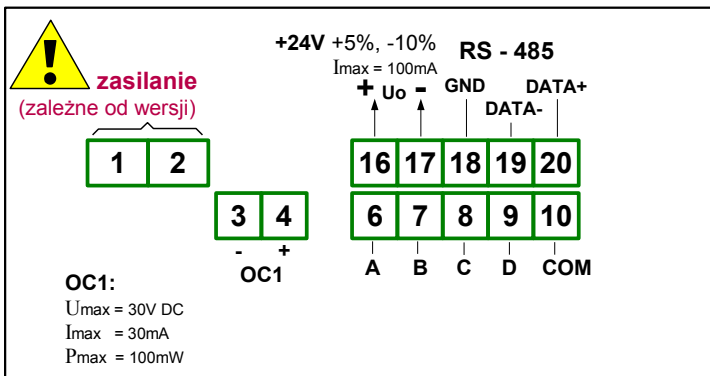 +24V +5%, -10%
Imax = 100mA
RS - 485
zasilanie
(zależne od wersji)
+ Uo -
GND
DATA+
DATA-
1 2
16 17 18 19 20
3 4
6 7 8 9 10
- +
OC1
A B C D COM
OC1:
Umax = 30V DC
Imax = 30mA
Pmax = 100mW